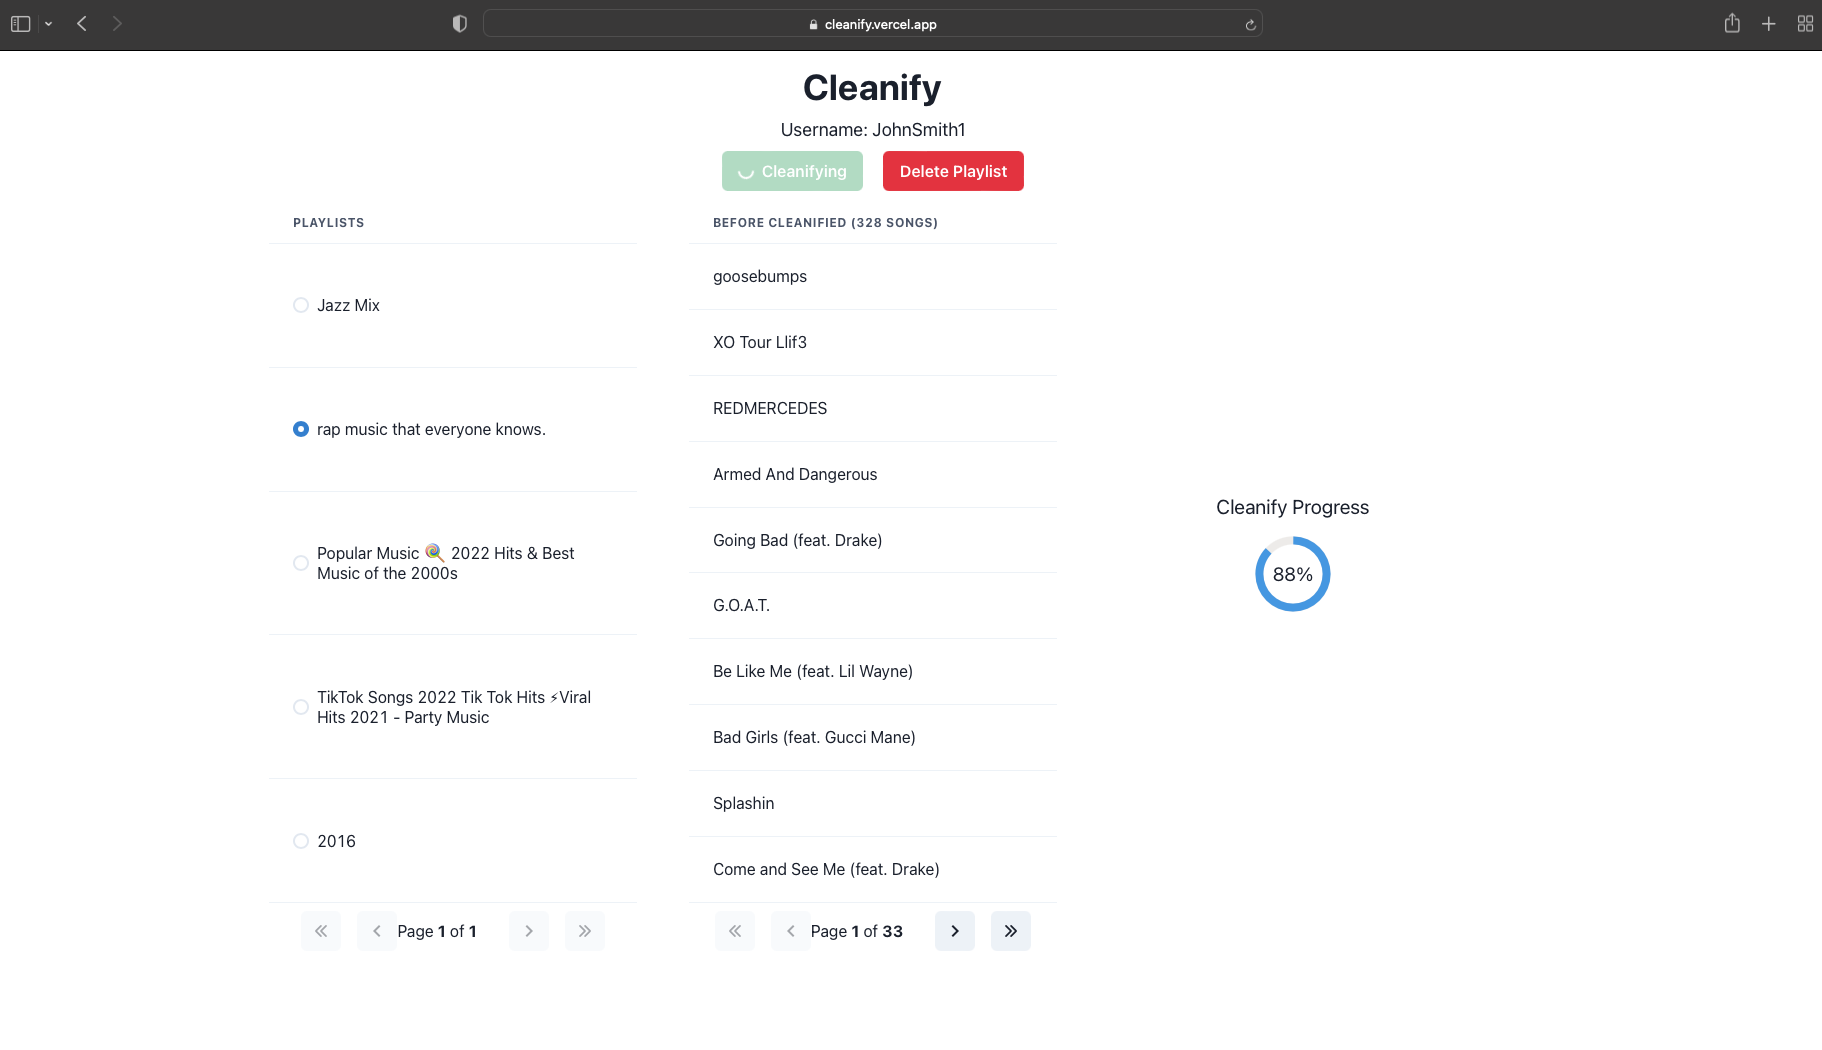 cleanify.vercel.app
Cleanify
Username: JohnSmith1
Cleanifying
Delete Playlist
PLAYLISTS
Jazz Mix
rap music that everyone knows.
Popular Music 🍭 2022 Hits & Best
Music of the 2000s
TikTok Songs 2022 Tik Tok Hits ⚡Viral
Hits 2021 - Party Music
2016
Page 1 of 1
BEFORE CLEANIFIED (328 SONGS)
goosebumps
XO Tour Llif3
REDMERCEDES
Armed And Dangerous
Going Bad (feat. Drake)
G.O.A.T.
Be Like Me (feat. Lil Wayne)
Bad Girls (feat. Gucci Mane)
Splashin
Come and See Me (feat. Drake)
Page 1 of 33
Cleanify Progress
88%